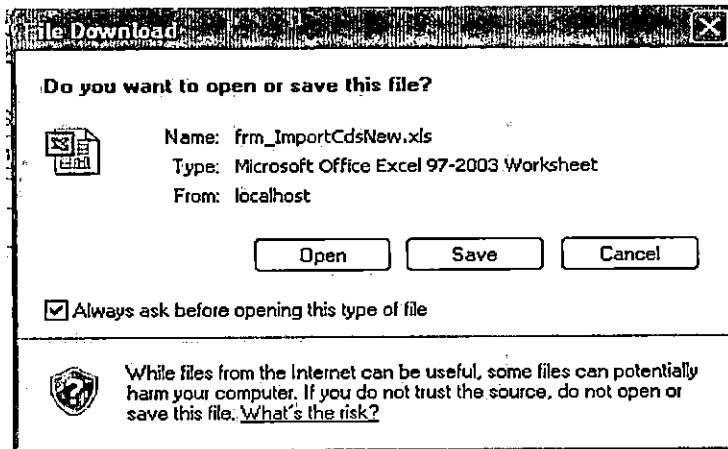 ile Download
Do you want to open or save this file?
Name: frm_ImportCdsNew.xls
Type: Microsoft Office Excel 97-2003 Worksheet
From: localhost
Open Save Cancel
Always ask before opening this type of file
While files from the Internet can be useful, some files can potentially
harm your computer. If you do not trust the source, do not open or
save this file. What's the risk?